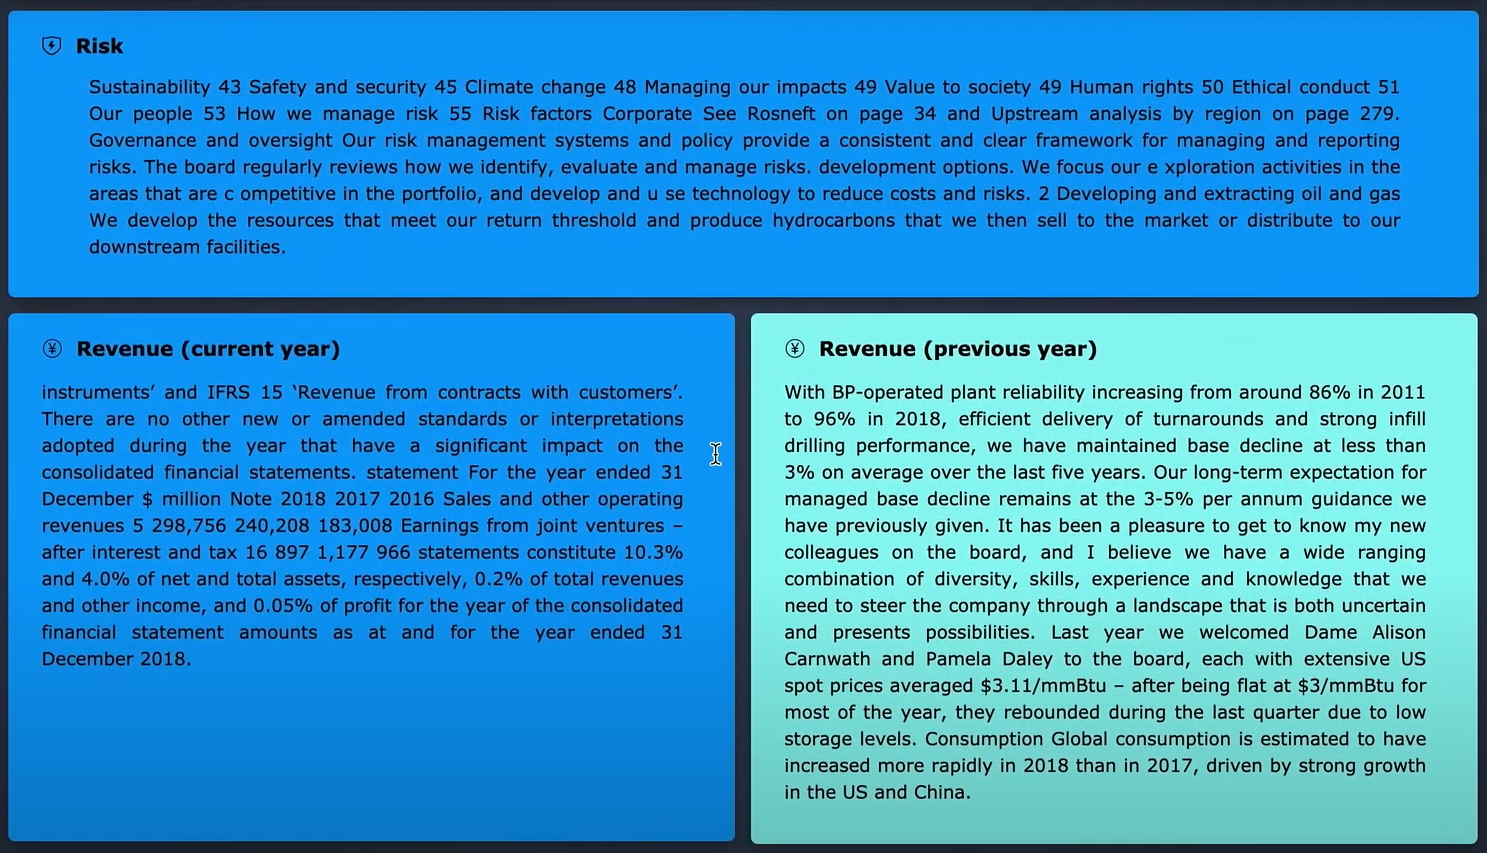 Risk
Sustainability 43 Safety and security 45 Climate change 48 Managing our impacts 49 Value to society 49 Human rights 50 Ethical conduct 51
Our people 53 How we manage risk 55 Risk factors Corporate See Rosneft on page 34 and Upstream analysis by region on page 279.
Governance and oversight Our risk management systems and policy provide a consistent and clear framework for managing and reporting
risks. The board regularly reviews how we identify, evaluate and manage risks. development options. We focus our e xploration activities in the
areas that are c ompetitive in the portfolio, and develop and u se technology to reduce costs and risks. 2 Developing and extracting oil and gas
We develop the resources that meet our return threshold and produce hydrocarbons that we then sell to the market or distribute to our
downstream facilities.
¥ Revenue (current year)
instruments’ and IFRS 15 ‘Revenue from contracts with customers’.
There are no other new or amended standards or interpretations
adopted during the year that have a significant impact on the
consolidated financial statements. statement For the year ended 31
December $ million Note 2018 2017 2016 Sales and other operating
revenues 5 298,756 240,208 183,008 Earnings from joint ventures –
after interest and tax 16 897 1,177 966 statements constitute 10.3%
and 4.0% of net and total assets, respectively, 0.2% of total revenues
and other income, and 0.05% of profit for the year of the consolidated
financial statement amounts as at and for the year ended 31
December 2018.
¥ Revenue (previous year)
With BP-operated plant reliability increasing from around 86% in 2011
to 96% in 2018, efficient delivery of turnarounds and strong infill
drilling performance, we have maintained base decline at less than
3% on average over the last five years. Our long-term expectation for
managed base decline remains at the 3-5% per annum guidance we
have previously given. It has been a pleasure to get to know my new
colleagues on the board, and I believe we have a wide ranging
combination of diversity, skills, experience and knowledge that we
need to steer the company through a landscape that is both uncertain
and presents possibilities. Last year we welcomed Dame Alison
Carnwath and Pamela Daley to the board, each with extensive US
spot prices averaged $3.11/mmBtu – after being flat at $3/mmBtu for
most of the year, they rebounded during the last quarter due to low
storage levels. Consumption Global consumption is estimated to have
increased more rapidly in 2018 than in 2017, driven by strong growth
in the US and China.